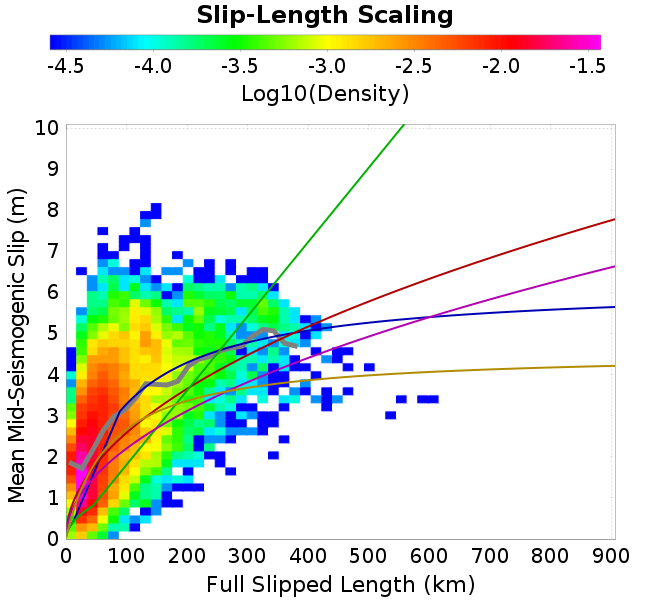 Slip-Length Scaling
-4.5 -4.0 -3.5 -3.0 -2.5 -2.0 -1.5
Log10(Density)
10
9
8
7
6
5
4
3
2
1
0
Mean Mid-Seismogenic Slip (m)
0 100 200 300 400 500 600 700 800 900
Full Slipped Length (km)